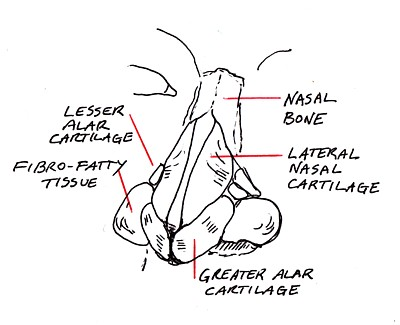 LESSER
ALAR
CARTILAGE
FIBRO-FATTY
TISSUE
NASAL
BONE
LATERAL
NASAL
CARTILAGE
GREATER ALAR
CARTILAGE